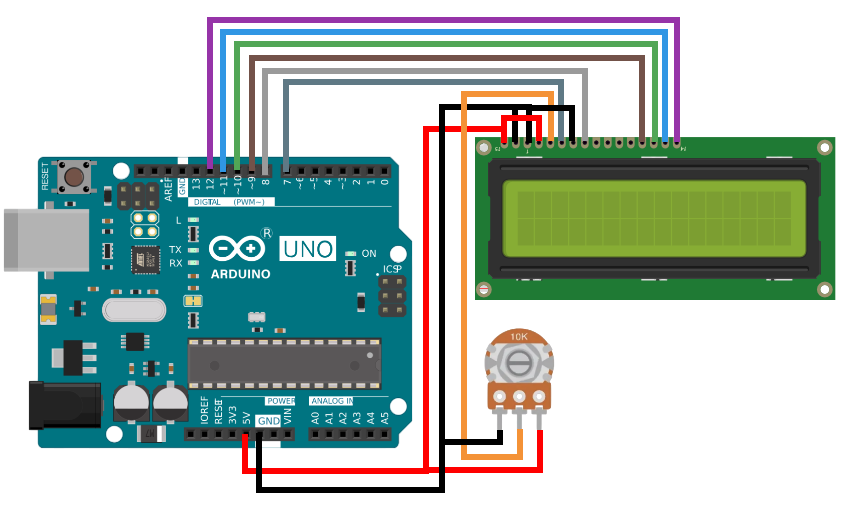 RESET
AREF
GND
13
12
~11
~10
~9
8
7
~6
~5
4
~3
2
1
0
DIGITAL (PWM~)
L
TX
RX
R
UNO
ARDUINO
ON
ICSP
1
10K
IOREF
RESET
3V3
5V
GND
VIN
POWER
ANALOG IN
A0
A1
A2
A3
A4
A5